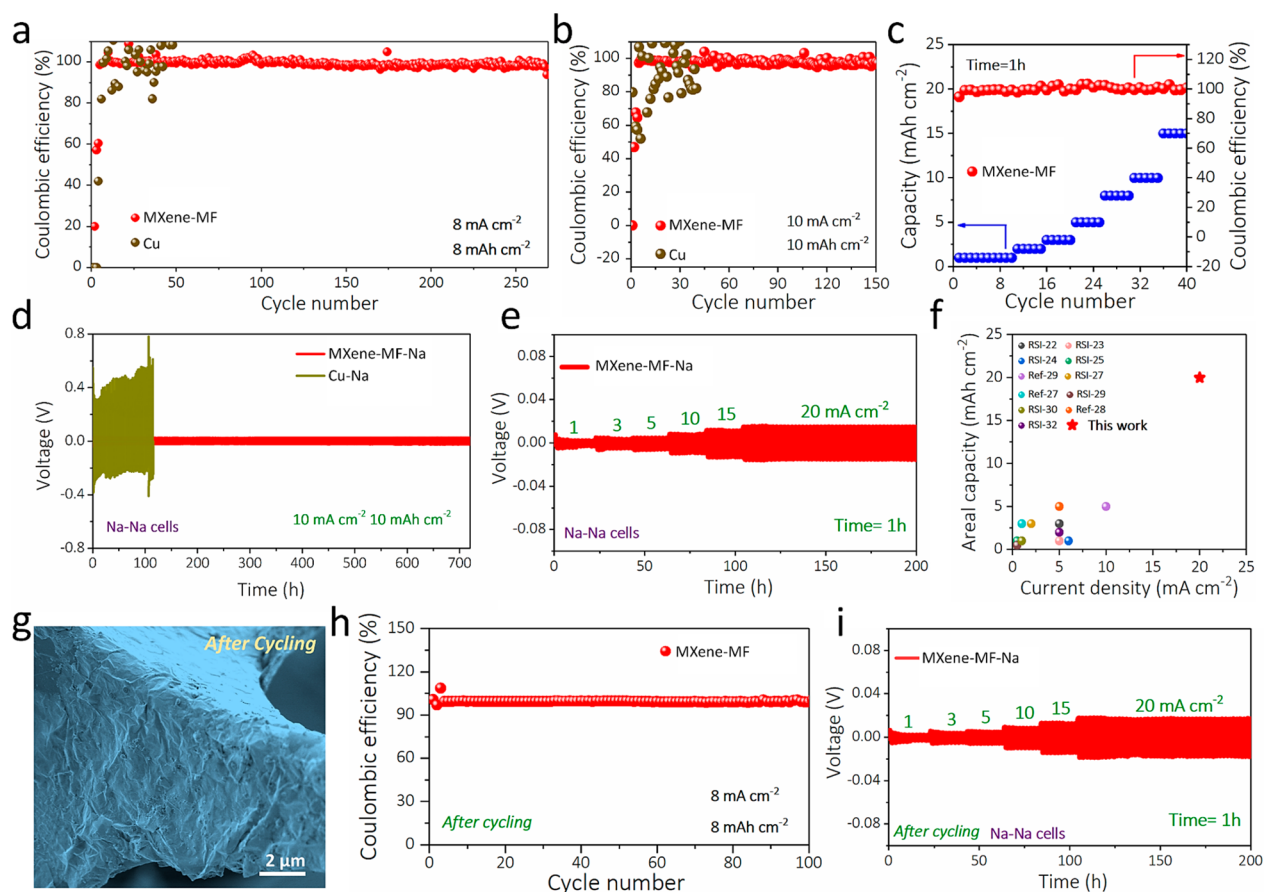 a
Coulombic efficiency (%)
100
80
60
40
20
0
MXene-MF
Cu
8 mA cm⁻²
8 mAh cm⁻²
0 50 100 150 200 250
Cycle number
b
Coulombic efficiency (%)
100
80
60
40
20
0
-20
MXene-MF
Cu
10 mA cm⁻²
10 mAh cm⁻²
0 30 60 90 120 150
Cycle number
c
Capacity (mAh cm⁻²)
25
20
15
10
5
0
Time=1h
MXene-MF
120
100
80
60
40
20
0
-20
Coulombic efficiency (%)
0 8 16 24 32 40
Cycle number
d
Voltage (V)
0.8
0.4
0.0
-0.4
-0.8
MXene-MF-Na
Cu-Na
Na-Na cells
10 mA cm⁻² 10 mAh cm⁻²
0 100 200 300 400 500 600 700
Time (h)
e
Voltage (V)
0.08
0.04
0.00
-0.04
-0.08
MXene-MF-Na
1 3 5 10 15 20 mA cm⁻²
Na-Na cells
Time= 1h
0 25 50 75 100 125 150 175 200
Time (h)
f
Areal capacity (mAh cm⁻²)
25
20
15
10
5
0
RSI-22 RSI-23
RSI-24 RSI-25
Ref-29 RSI-27
Ref-27 RSI-29
RSI-30 Ref-28
RSI-32 This work
0 5 10 15 20 25
Current density (mA cm⁻²)
g
After Cycling
2 μm
h
Coulombic efficiency (%)
150
120
90
60
30
0
MXene-MF
8 mA cm⁻²
8 mAh cm⁻²
After cycling
0 20 40 60 80 100
Cycle number
i
Voltage (V)
0.08
0.04
0.00
-0.04
-0.08
MXene-MF-Na
1 3 5 10 15 20 mA cm⁻²
After cycling Na-Na cells
Time= 1h
0 50 100 150 200
Time (h)